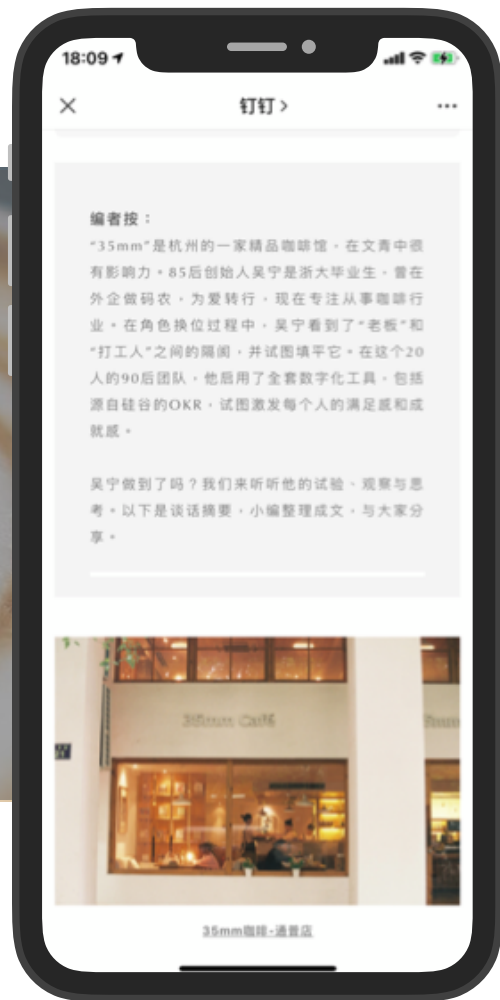 18:09
钉钉
编者按：
“35mm”是杭州的一家精品咖啡馆，在文青中很
有影响力。85后创始人吴宁是浙大毕业生，曾在
外企做码农，为爱转行，现在专注从事咖啡行
业。在角色换位过程中，吴宁看到了“老板”和
“打工人”之间的隔阂，并试图填平它。在这个20
人的90后团队，他启用了全套数字化工具，包括
源自硅谷的OKR，试图激发每个人的满足感和成
就感。
吴宁做到了吗？我们来听听他的试验、观察与思
考。以下是谈话摘要，小编整理成文，与大家分
享。
35mm Café
35mm咖啡-通普店